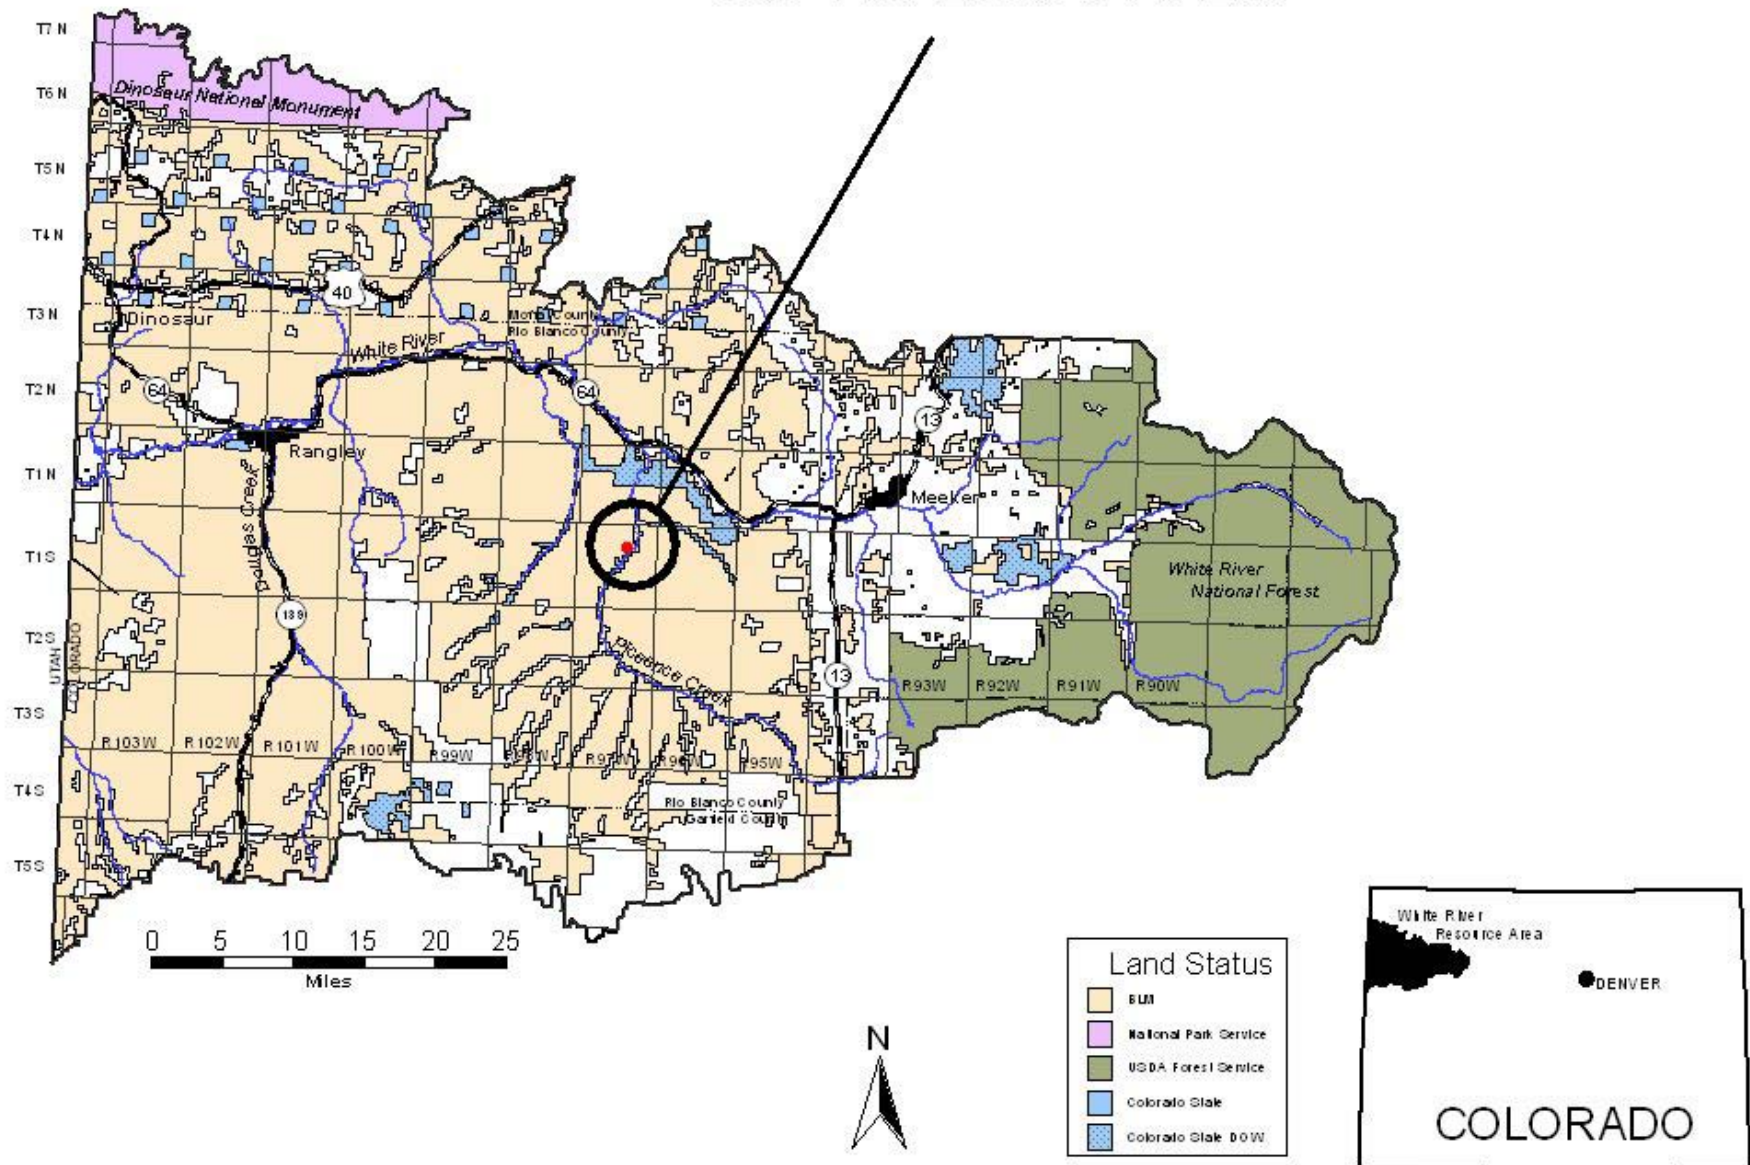 T7 N
T6 N
T5 N
T4 N
T3 N
T2 N
T1 N
T1 S
T2 S
T3 S
T4 S
T5 S
Dinosaur National Monument
40
Dinosaur
Moffat County
Rio Blanco County
White River
64
64
13
Rangley
Meeker
Douglas Creek
139
White River
National Forest
UTAH
COLORADO
Piceance Creek
13
R93W
R92W
R91W
R90W
R103W
R102W
R101W
R100W
R99W
R98W
R97W
R96W
R95W
Rio Blanco County
Garfield County
0 5 10 15 20 25
Miles
N
Land Status
BLM
National Park Service
USDA Forest Service
Colorado State
Colorado State DOW
White River
Resource Area
DENVER
COLORADO